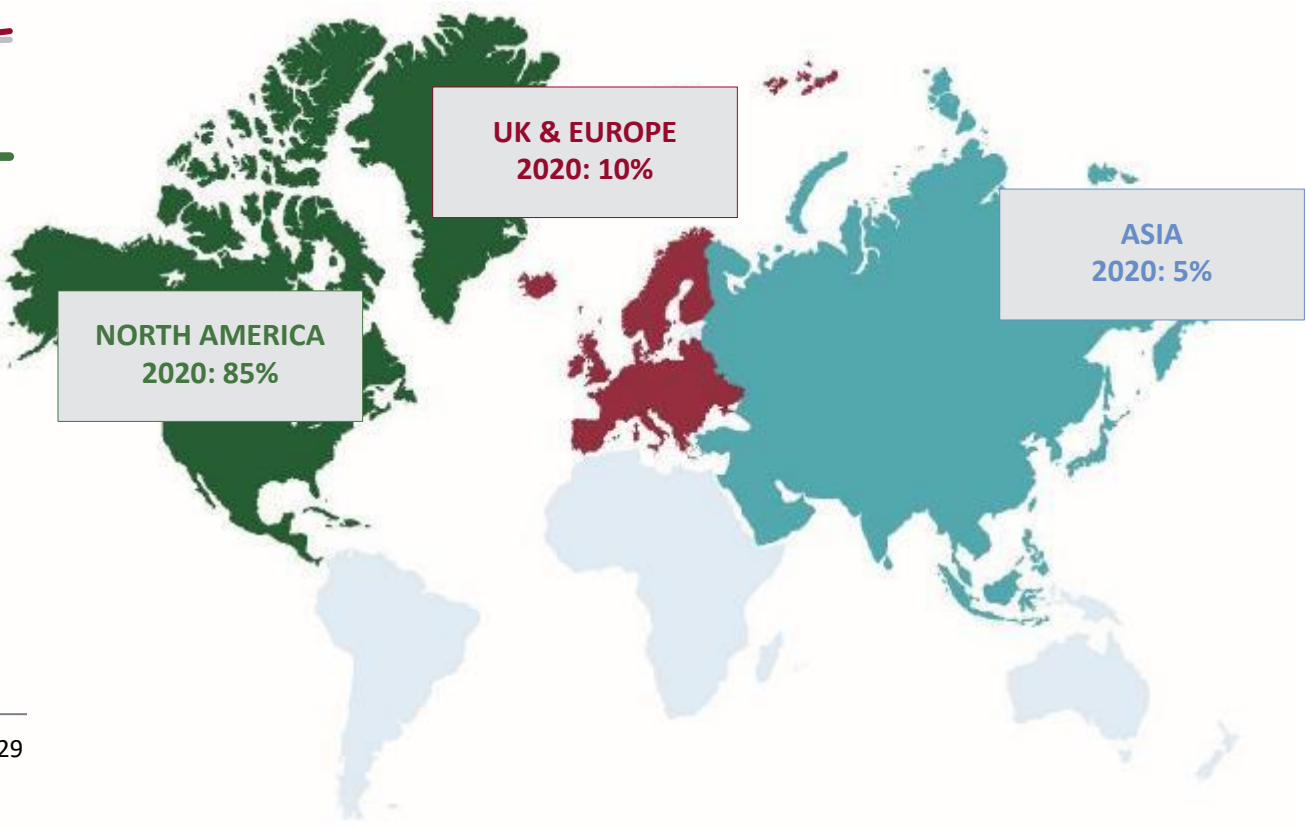 UK & EUROPE
2020: 10%
ASIA
2020: 5%
NORTH AMERICA
2020: 85%
29